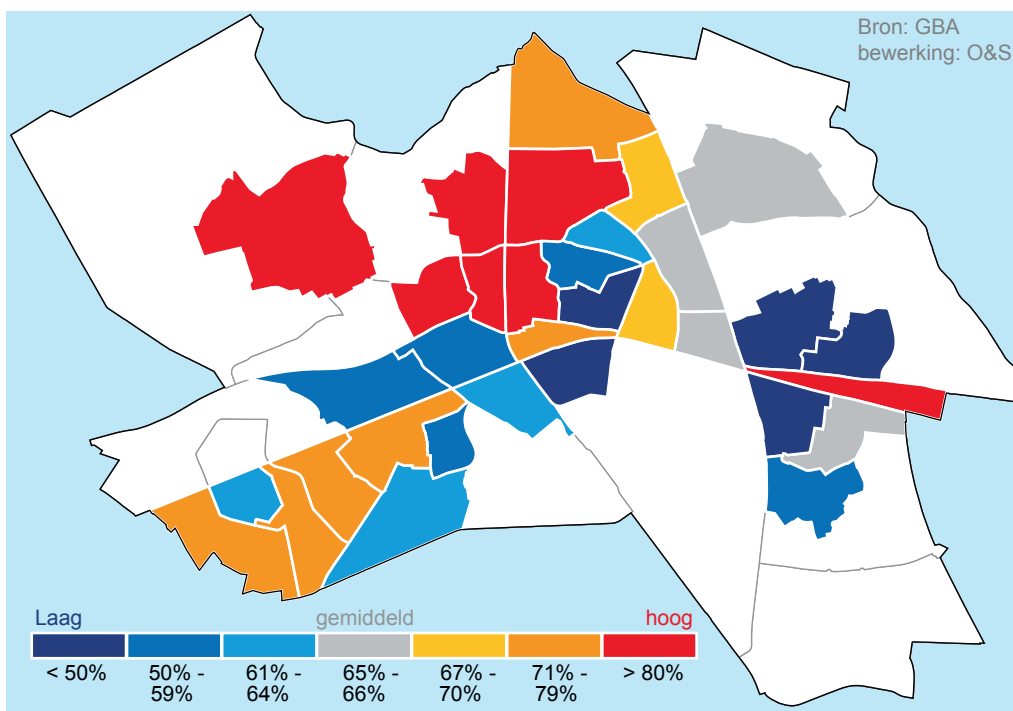 Bron: GBA
bewerking: O&S
Laag gemiddeld hoog
< 50% 50% - 61% - 65% - 67% - 71% - > 80%
59% 64% 66% 70% 79%